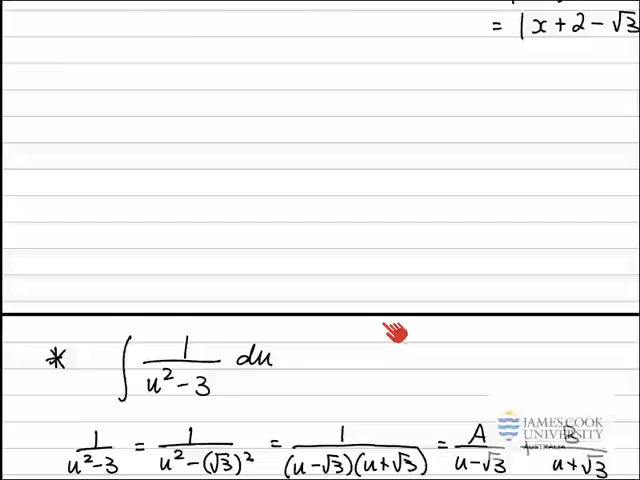 = |x + 2 - √3
* ∫ 1/(u² - 3) du
1/(u² - 3) = 1/(u² - (√3)²) = 1/((u - √3)(u + √3)) = A/(u - √3) + B/(u + √3)
JAMES COOK
UNIVERSITY
AUSTRALIA